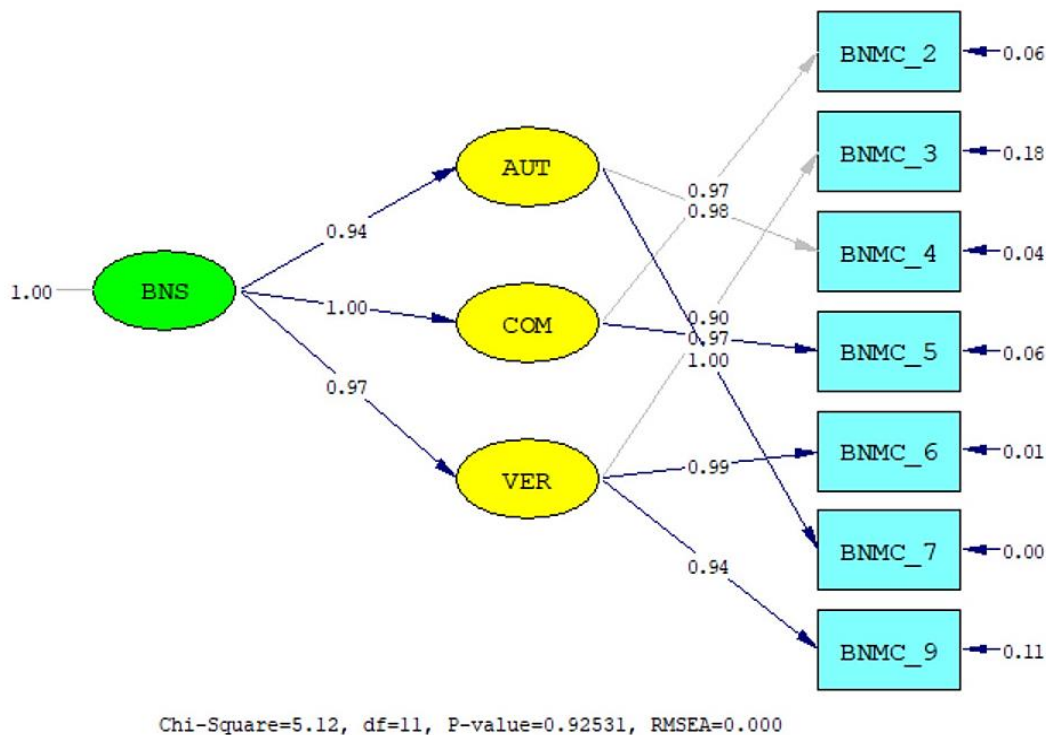 BNMC_2
0.06
BNMC_3
0.18
AUT
0.97
0.98
BNMC_4
0.04
0.94
1.00
BNS
1.00
COM
0.90
0.97
1.00
BNMC_5
0.06
0.97
VER
0.99
BNMC_6
0.01
0.94
BNMC_7
0.00
BNMC_9
0.11
Chi-Square=5.12, df=11, P-value=0.92531, RMSEA=0.000